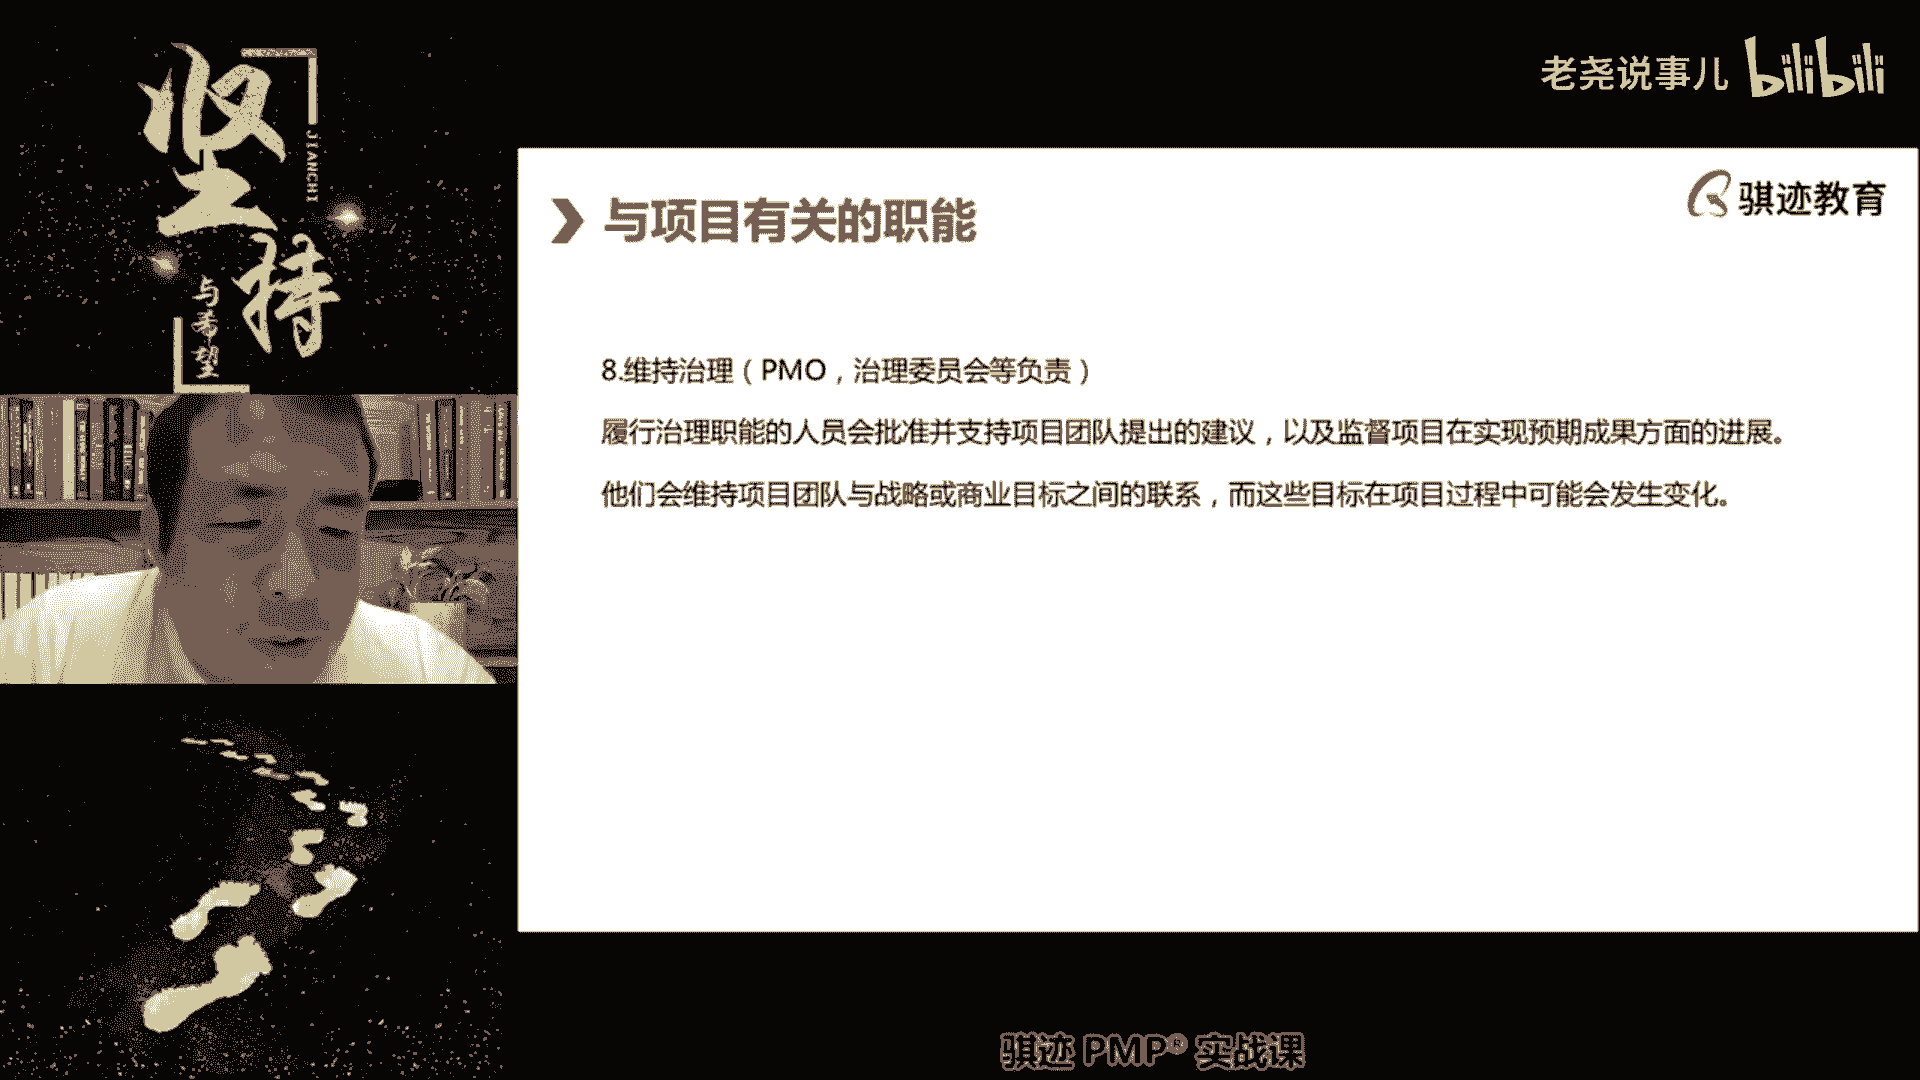 坚持
JIANCHI
与希望
老尧说事儿 bilibili
骐迹教育
与项目有关的职能
8.维持治理（PMO，治理委员会等负责）
履行治理职能的人员会批准并支持项目团队提出的建议，以及监督项目在实现预期成果方面的进展。
他们会维持项目团队与战略或商业目标之间的联系，而这些目标在项目过程中可能会发生变化。
骐迹 PMP® 实战课